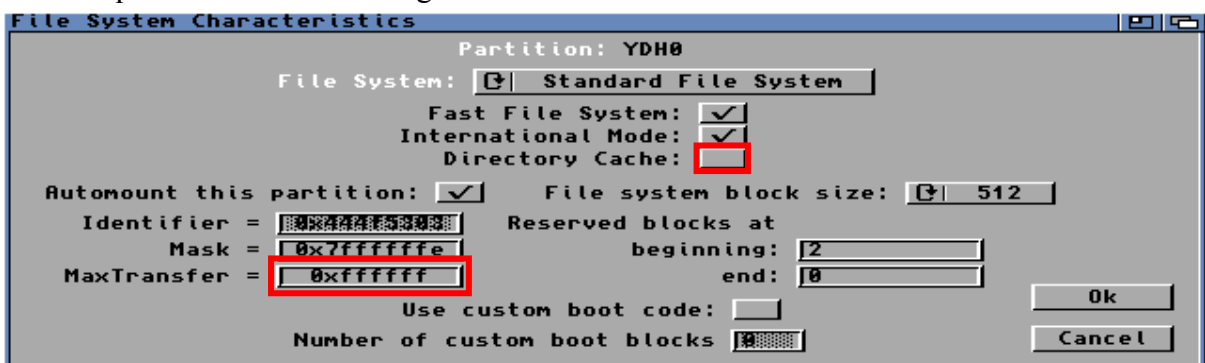 File System Characteristics
Partition: YDH0
File System: Standard File System
Fast File System:
International Mode:
Directory Cache:
Automount this partition: File system block size: 512
Identifier = 0x444f5303 Reserved blocks at
Mask = 0x7ffffffe beginning: 2
MaxTransfer = 0xffffff end: 0
Use custom boot code:
Ok
Number of custom boot blocks 0
Cancel